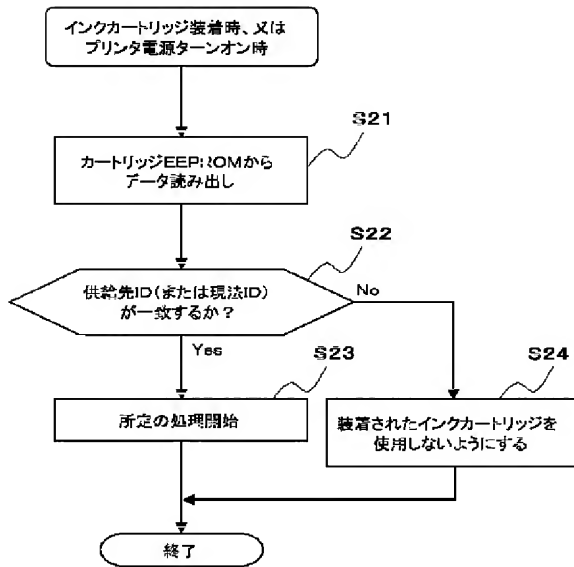 インクカートリッジ装着時、又は
プリンタ電源ターンオン時
S21
カートリッジEEPROMから
データ読み出し
S22
供給先ID(または現法ID)
が一致するか?
No
Yes
S23
S24
所定の処理開始
装着されたインクカートリッジを
使用しないようにする
終了